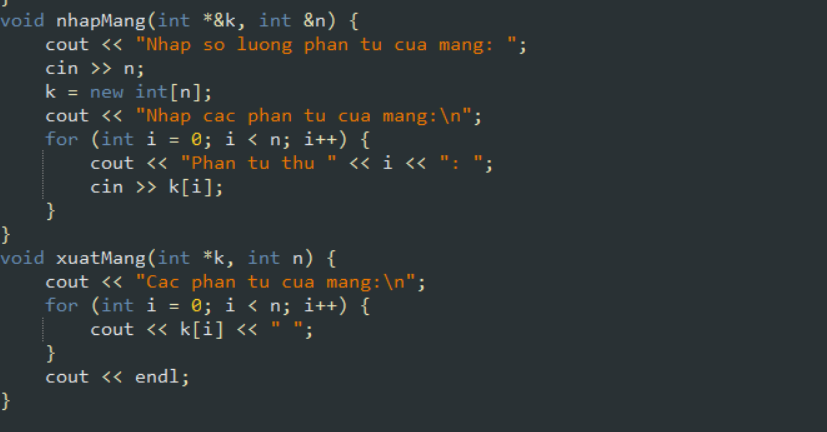 }
void nhapMang(int *&k, int &n) {
    cout << "Nhap so luong phan tu cua mang: ";
    cin >> n;
    k = new int[n];
    cout << "Nhap cac phan tu cua mang:\n";
    for (int i = 0; i < n; i++) {
        cout << "Phan tu thu " << i << ": ";
        cin >> k[i];
    }
}
void xuatMang(int *k, int n) {
    cout << "Cac phan tu cua mang:\n";
    for (int i = 0; i < n; i++) {
        cout << k[i] << " ";
    }
    cout << endl;
}